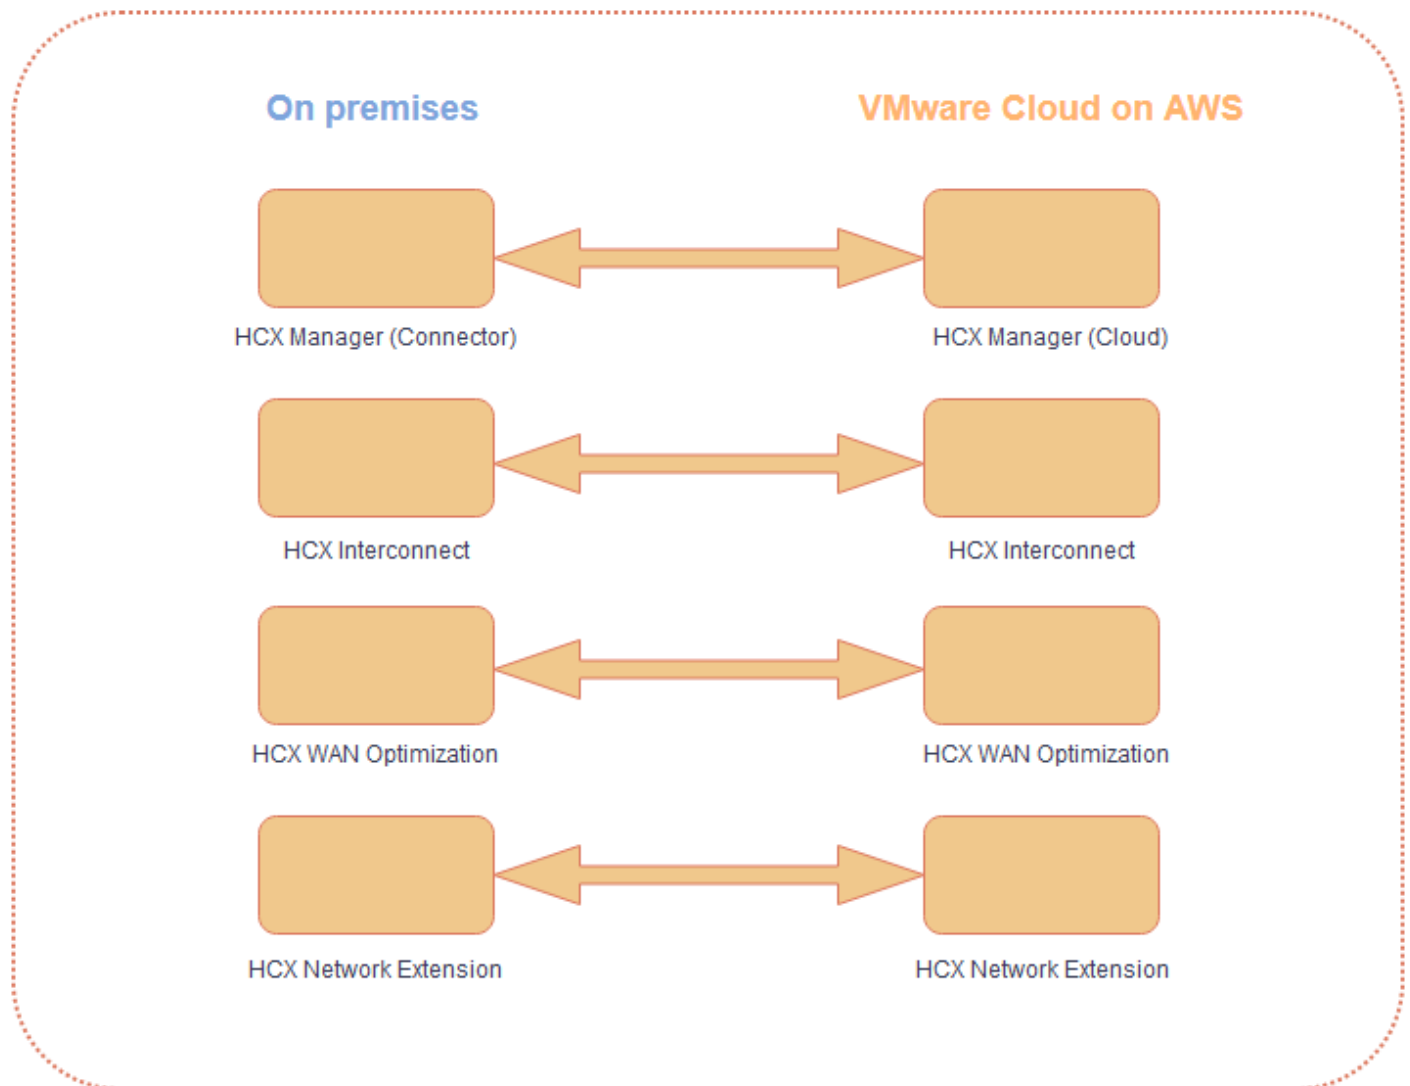 On premises
VMware Cloud on AWS
HCX Manager (Connector)
HCX Manager (Cloud)
HCX Interconnect
HCX Interconnect
HCX WAN Optimization
HCX WAN Optimization
HCX Network Extension
HCX Network Extension